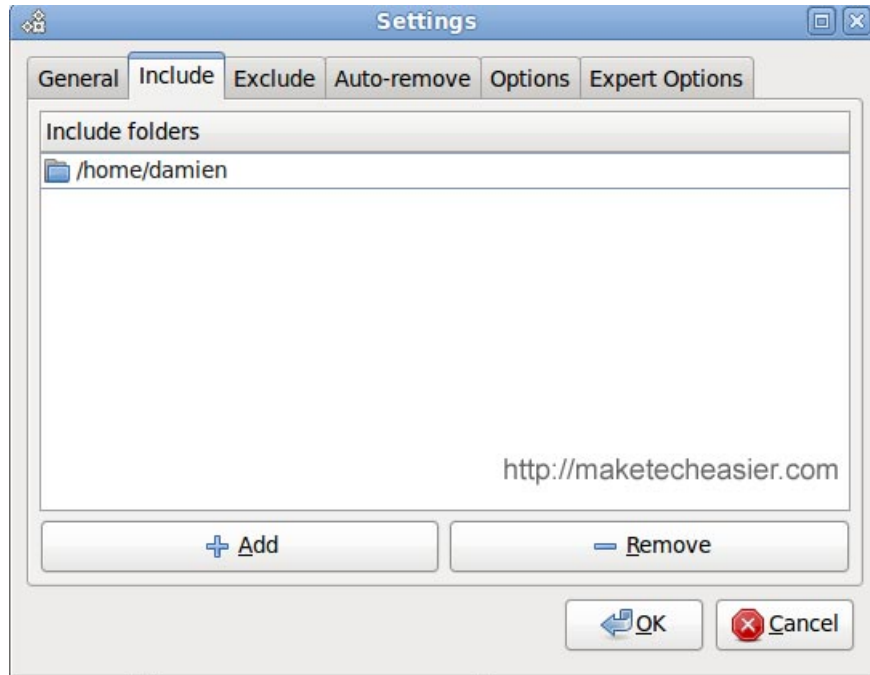 Settings
General Include Exclude Auto-remove Options Expert Options
Include folders
/home/damien
http://maketecheasier.com
Add Remove
OK Cancel